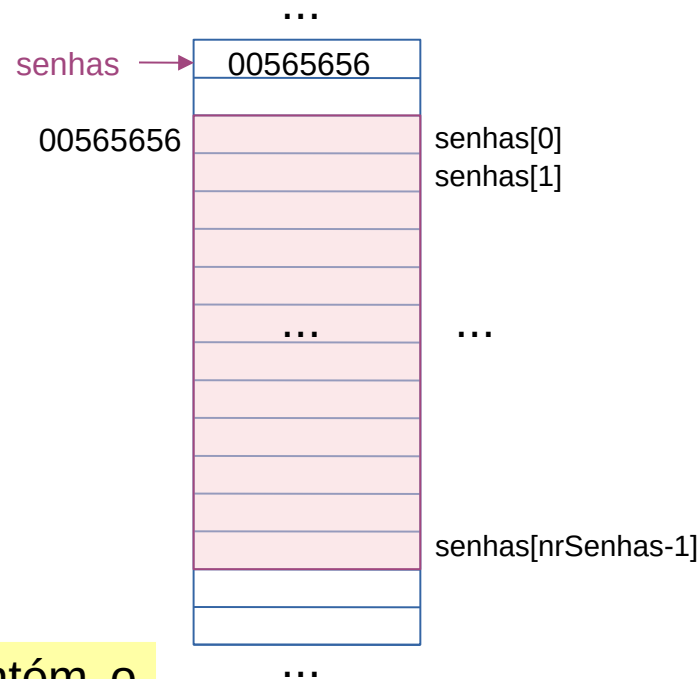 ...
senhas
00565656
00565656
senhas[0]
senhas[1]
... ...
senhas[nrSenhas-1]
o
...